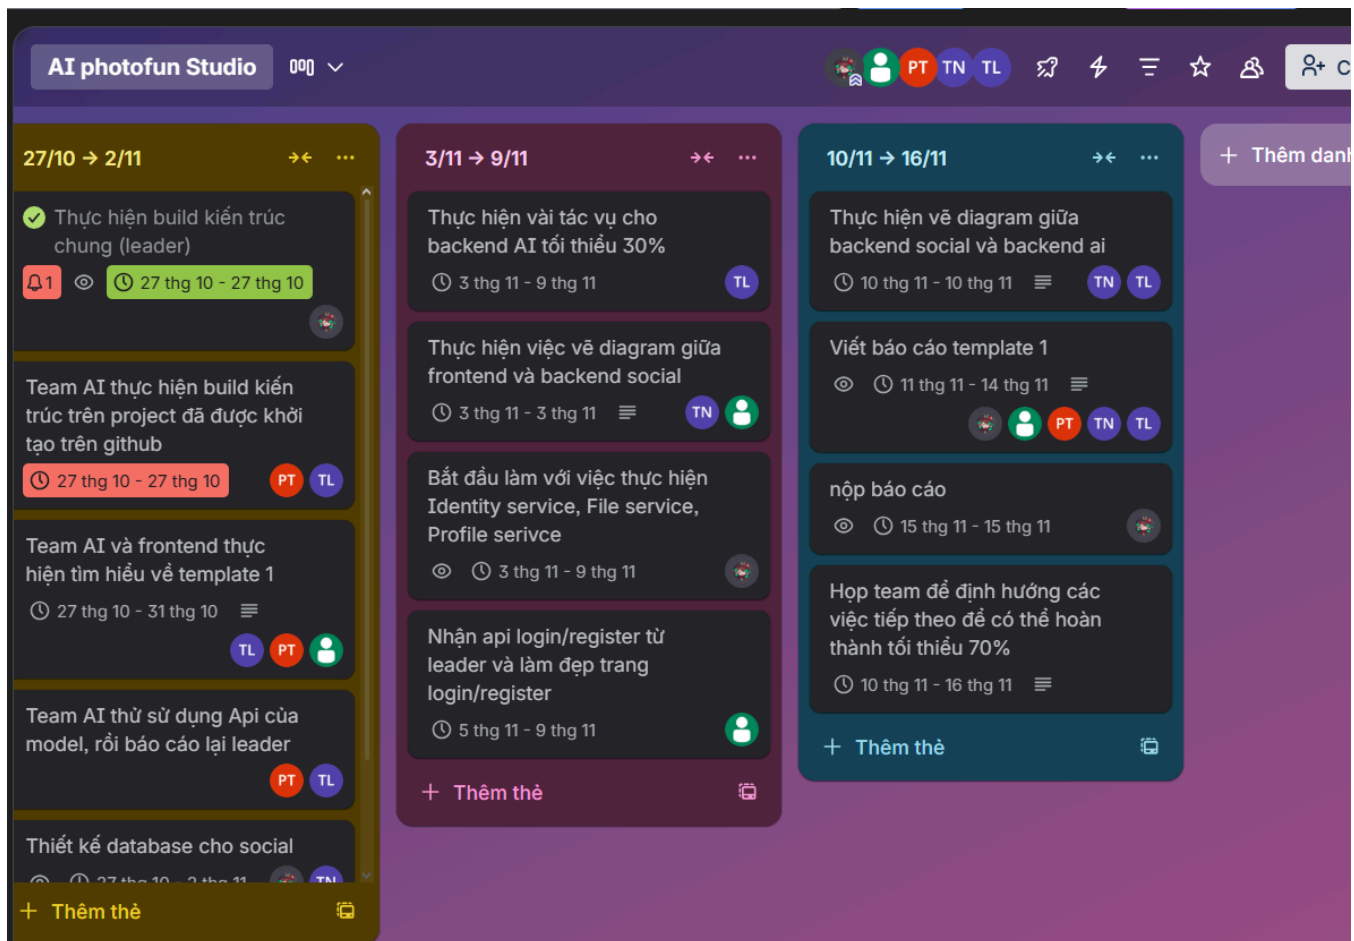 AI photofun Studio
PT
TN
TL
C
27/10 → 2/11
Thực hiện build kiến trúc
chung (leader)
1
27 thg 10 - 27 thg 10
Team AI thực hiện build kiến
trúc trên project đã được khởi
tạo trên github
27 thg 10 - 27 thg 10
PT
TL
Team AI và frontend thực
hiện tìm hiểu về template 1
27 thg 10 - 31 thg 10
TL
PT
Team AI thử sử dụng Api của
model, rồi báo cáo lại leader
PT
TL
Thiết kế database cho social
27 thg 10 - 2 thg 11
TN
+ Thêm thẻ
3/11 → 9/11
Thực hiện vài tác vụ cho
backend AI tối thiểu 30%
3 thg 11 - 9 thg 11
TL
Thực hiện việc vẽ diagram giữa
frontend và backend social
3 thg 11 - 3 thg 11
TN
Bắt đầu làm với việc thực hiện
Identity service, File service,
Profile serivce
3 thg 11 - 9 thg 11
Nhận api login/register từ
leader và làm đẹp trang
login/register
5 thg 11 - 9 thg 11
+ Thêm thẻ
10/11 → 16/11
Thực hiện vẽ diagram giữa
backend social và backend ai
10 thg 11 - 10 thg 11
TN
TL
Viết báo cáo template 1
11 thg 11 - 14 thg 11
PT
TN
TL
nộp báo cáo
15 thg 11 - 15 thg 11
Họp team để định hướng các
việc tiếp theo để có thể hoàn
thành tối thiểu 70%
10 thg 11 - 16 thg 11
+ Thêm thẻ
+ Thêm danh